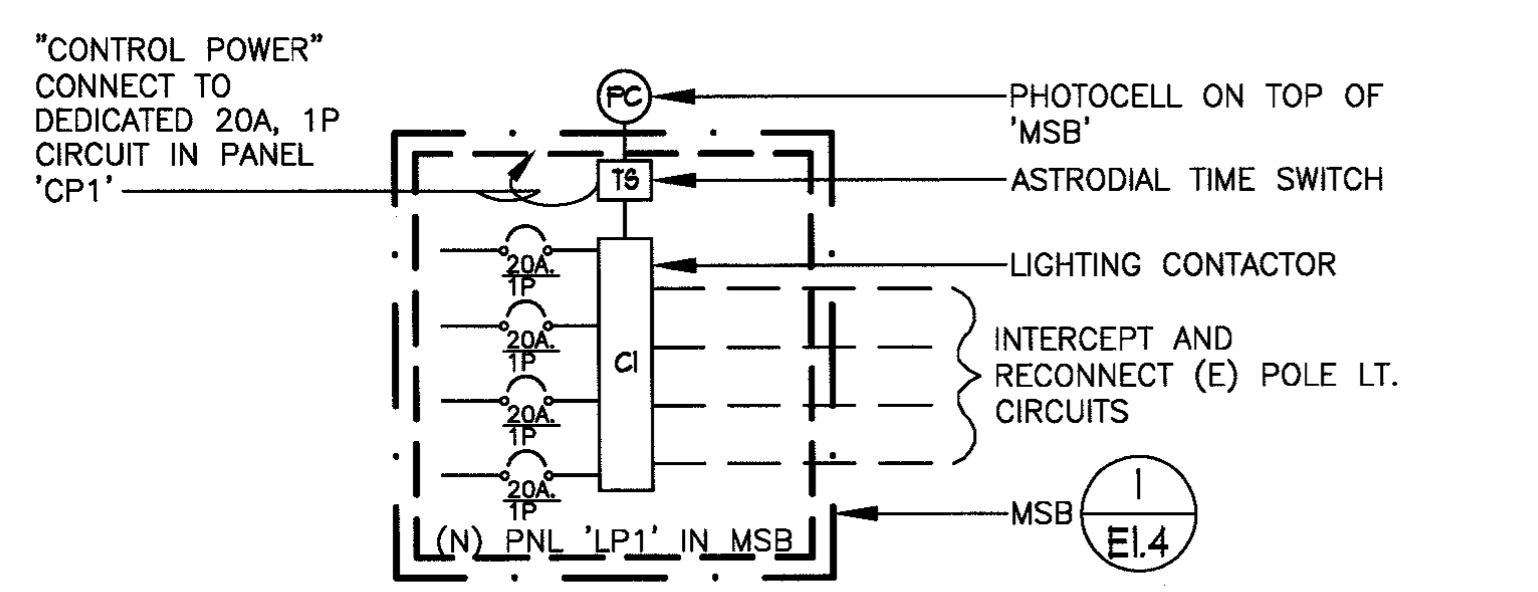 "CONTROL POWER"
CONNECT TO
DEDICATED 20A, 1P
CIRCUIT IN PANEL
'CP1'
PC
PHOTOCELL ON TOP OF
'MSB'
TS
ASTRODIAL TIME SWITCH
LIGHTING CONTACTOR
20A.
1P
20A.
1P
20A.
1P
20A.
1P
C1
INTERCEPT AND
RECONNECT (E) POLE LT.
CIRCUITS
(N) PNL 'LP1' IN MSB
MSB
1
E1.4